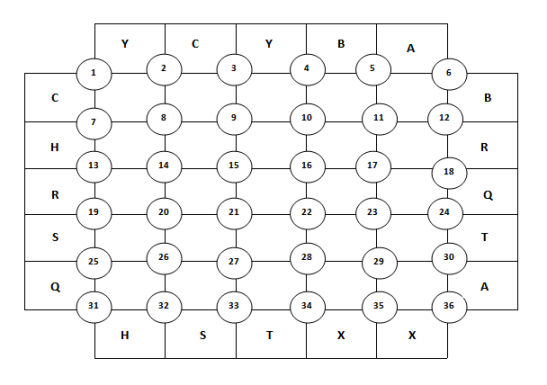 Y C Y B A
1 2 3 4 5 6
C B
7 8 9 10 11 12
H R
13 14 15 16 17 18
R Q
19 20 21 22 23 24
S T
25 26 27 28 29 30
Q A
31 32 33 34 35 36
H S T X X